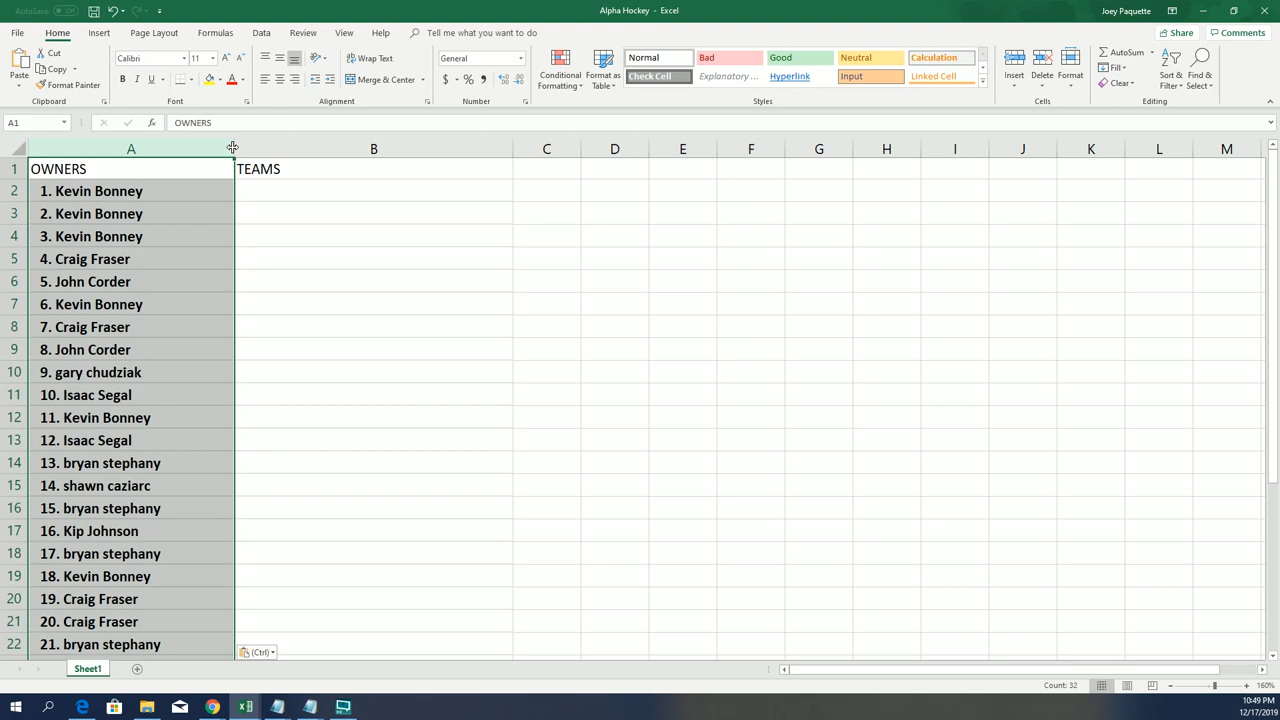 AutoSave Off
Alpha Hockey - Excel
Joey Paquette
File Home Insert Page Layout Formulas Data Review View Help Tell me what you want to do
Share Comments
Paste
Cut
Copy
Format Painter
Clipboard
Calibri 11
B I U
Font
Wrap Text
Merge & Center
Alignment
General
$ % ,
Number
Conditional Formatting
Format as Table
Normal Bad Good Neutral Calculation
Check Cell Explanatory ... Hyperlink Input Linked Cell
Styles
Insert Delete Format
Cells
AutoSum
Fill
Clear
Sort & Filter
Find & Select
Editing
A1 fx OWNERS
A B C D E F G H I J K L M
1 OWNERS TEAMS
2 1. Kevin Bonney
3 2. Kevin Bonney
4 3. Kevin Bonney
5 4. Craig Fraser
6 5. John Corder
7 6. Kevin Bonney
8 7. Craig Fraser
9 8. John Corder
10 9. gary chudziak
11 10. Isaac Segal
12 11. Kevin Bonney
13 12. Isaac Segal
14 13. bryan stephany
15 14. shawn caziarc
16 15. bryan stephany
17 16. Kip Johnson
18 17. bryan stephany
19 18. Kevin Bonney
20 19. Craig Fraser
21 20. Craig Fraser
22 21. bryan stephany
(Ctrl)
Sheet1
Count: 32
160%
10:49 PM
12/17/2019